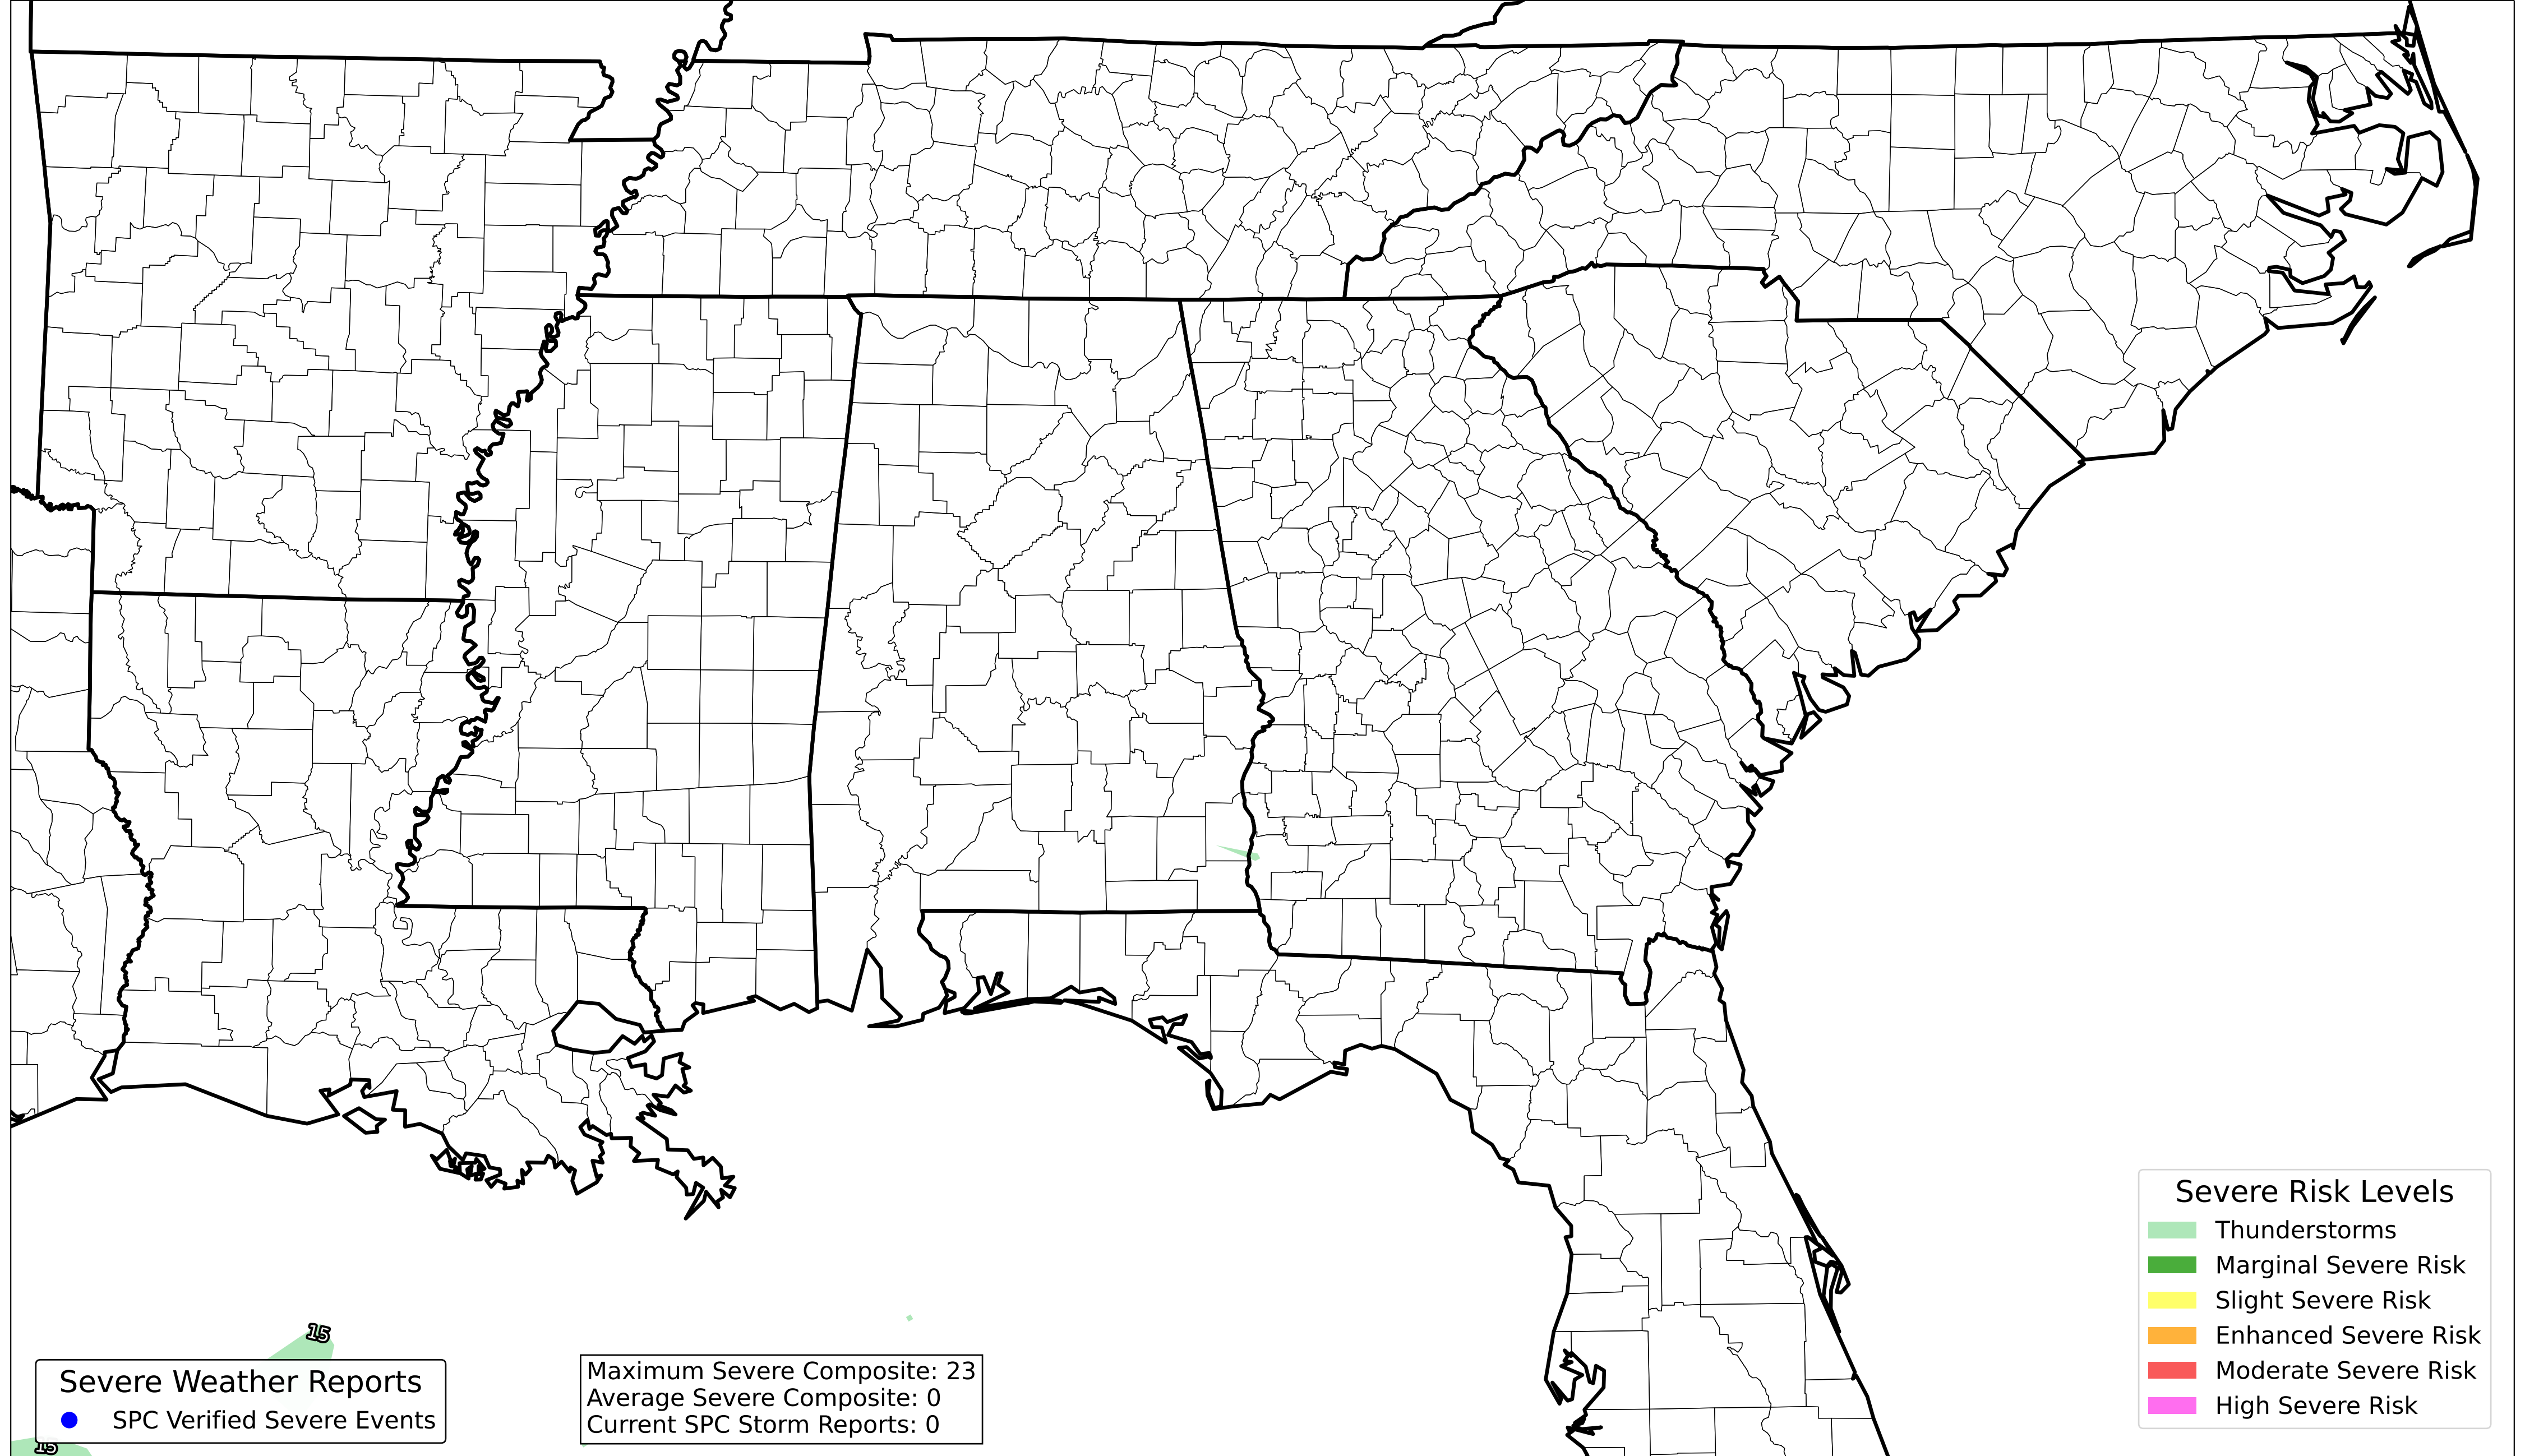 15
Severe Weather Reports
SPC Verified Severe Events
15
Maximum Severe Composite: 23
Average Severe Composite: 0
Current SPC Storm Reports: 0
Severe Risk Levels
Thunderstorms
Marginal Severe Risk
Slight Severe Risk
Enhanced Severe Risk
Moderate Severe Risk
High Severe Risk